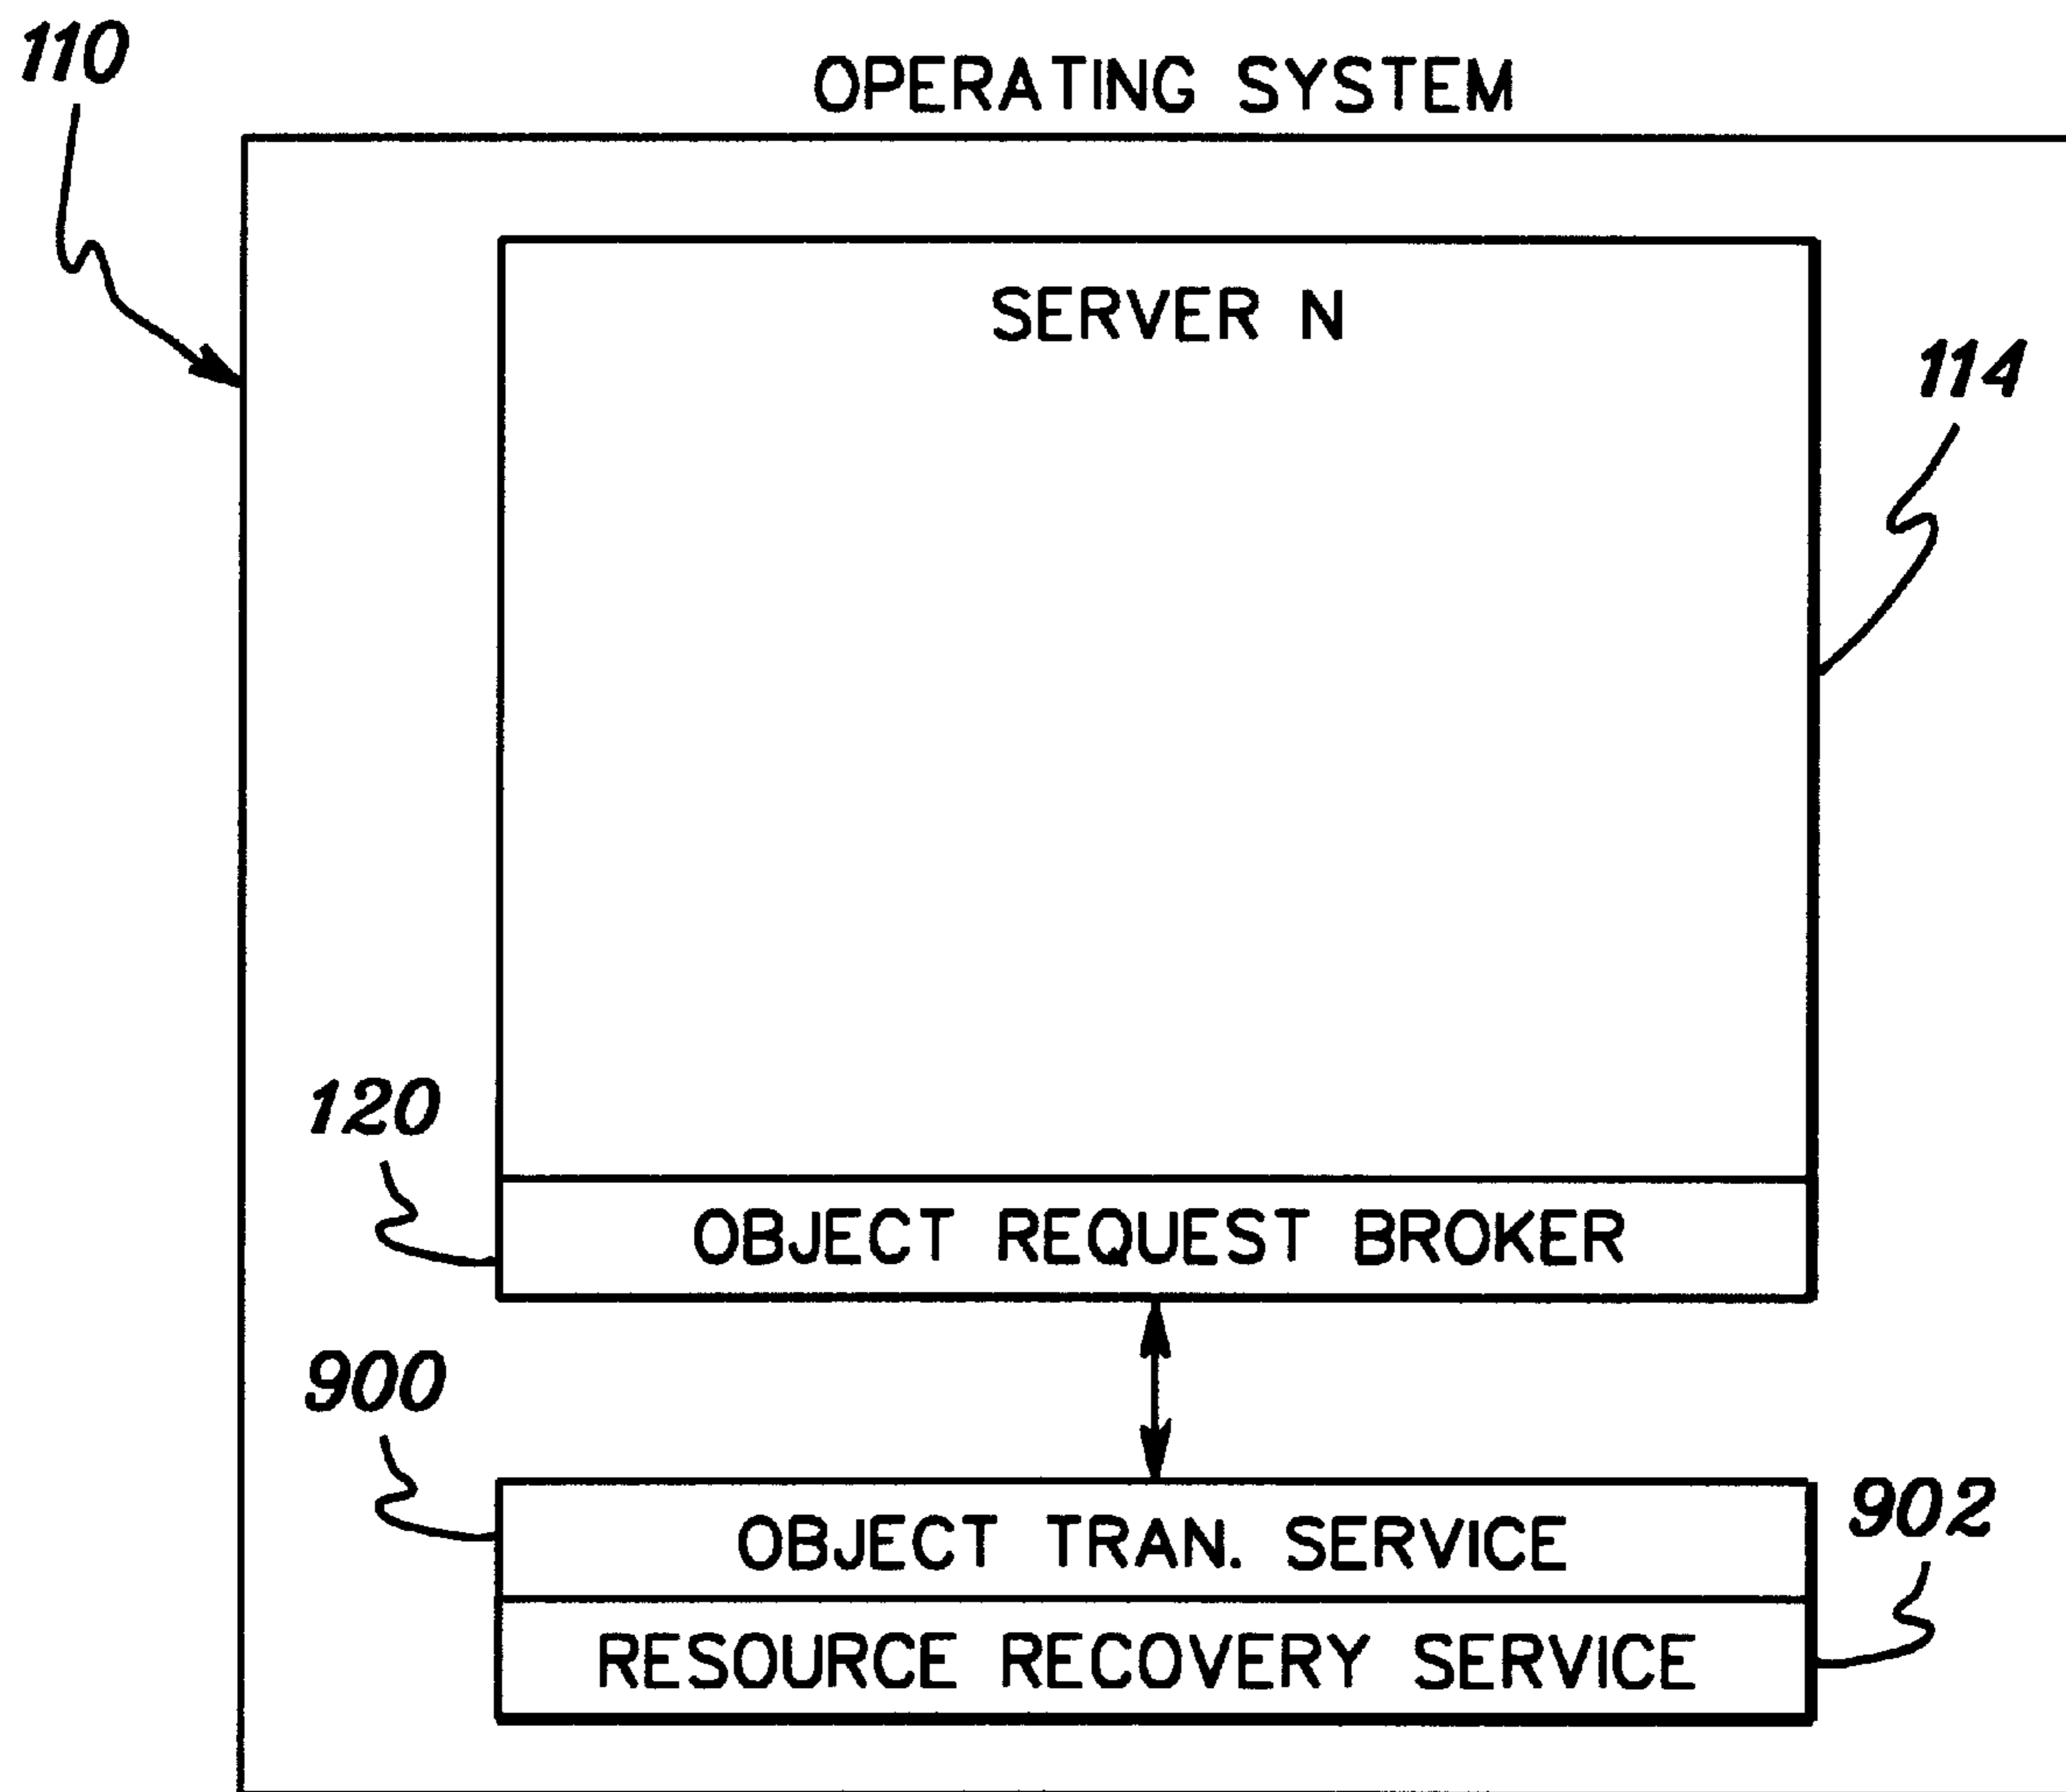 110
OPERATING SYSTEM
SERVER N
114
120
OBJECT REQUEST BROKER
900
OBJECT TRAN. SERVICE
902
RESOURCE RECOVERY SERVICE